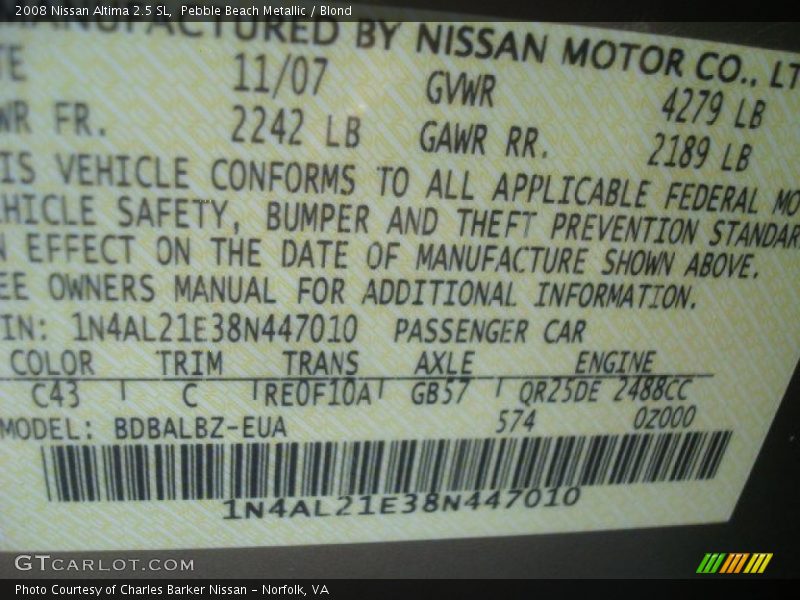 2008 Nissan Altima 2.5 SL, Pebble Beach Metallic / Blond
MANUFACTURED BY NISSAN MOTOR CO., LT
TE 11/07 GVWR 4279 LB
WR FR. 2242 LB GAWR RR. 2189 LB
IS VEHICLE CONFORMS TO ALL APPLICABLE FEDERAL MO
HICLE SAFETY, BUMPER AND THEFT PREVENTION STANDAR
N EFFECT ON THE DATE OF MANUFACTURE SHOWN ABOVE.
EE OWNERS MANUAL FOR ADDITIONAL INFORMATION.
IN: 1N4AL21E38N447010 PASSENGER CAR
COLOR TRIM TRANS AXLE ENGINE
C43 C RE0F10A GB57 QR25DE 2488CC
MODEL: BDBALBZ-EUA 574 0Z000
1N4AL21E38N447010
GTCARLOT.COM
Photo Courtesy of Charles Barker Nissan - Norfolk, VA